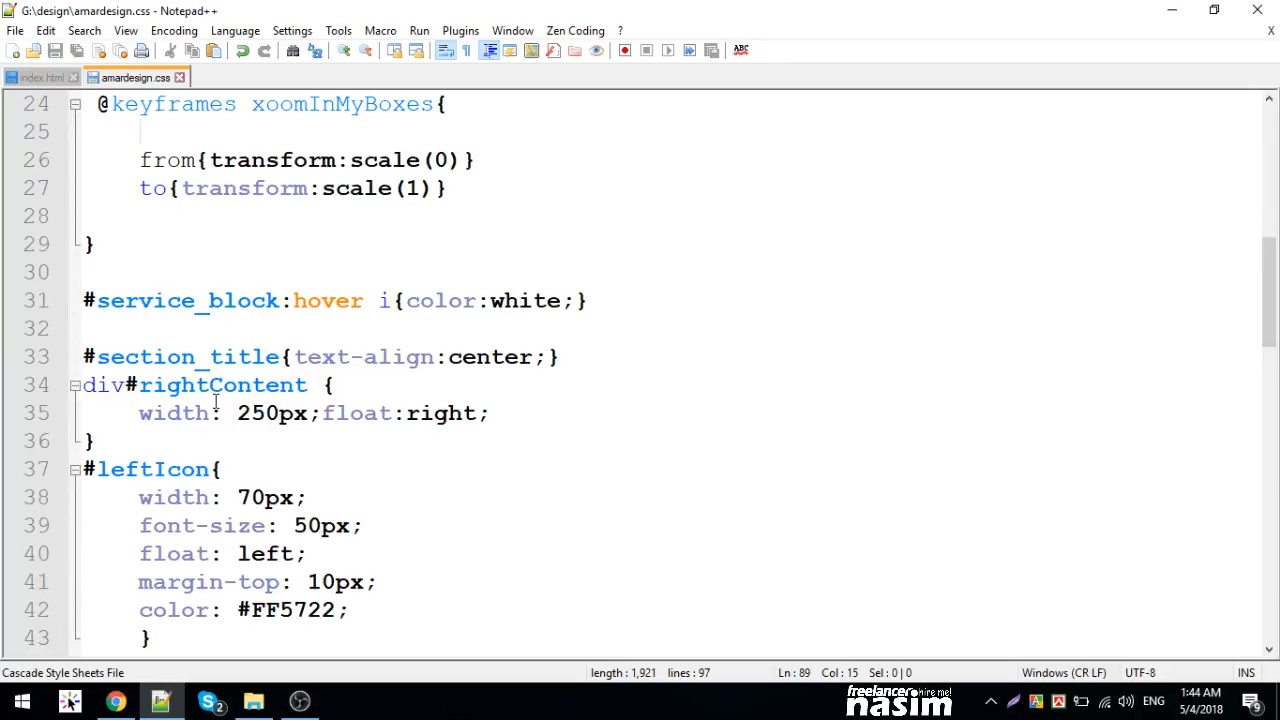 G:\design\amardesign.css - Notepad++
File Edit Search View Encoding Language Settings Tools Macro Run Plugins Window Zen Coding ? X
ABC
index.html amardesign.css
24 @keyframes xoomInMyBoxes{
25
26 from{transform:scale(0)}
27 to{transform:scale(1)}
28
29 }
30
31 #service_block:hover i{color:white;}
32
33 #section_title{text-align:center;}
34 div#rightContent {
35 width: 250px;float:right;
36 }
37 #leftIcon{
38 width: 70px;
39 font-size: 50px;
40 float: left;
41 margin-top: 10px;
42 color: #FF5722;
43 }
Cascade Style Sheets File length : 1,921 lines : 97 Ln : 89 Col : 15 Sel : 0 | 0 Windows (CR LF) UTF-8 INS
2 freelancer hire me! nasim ENG 1:44 AM 5/4/2018 9